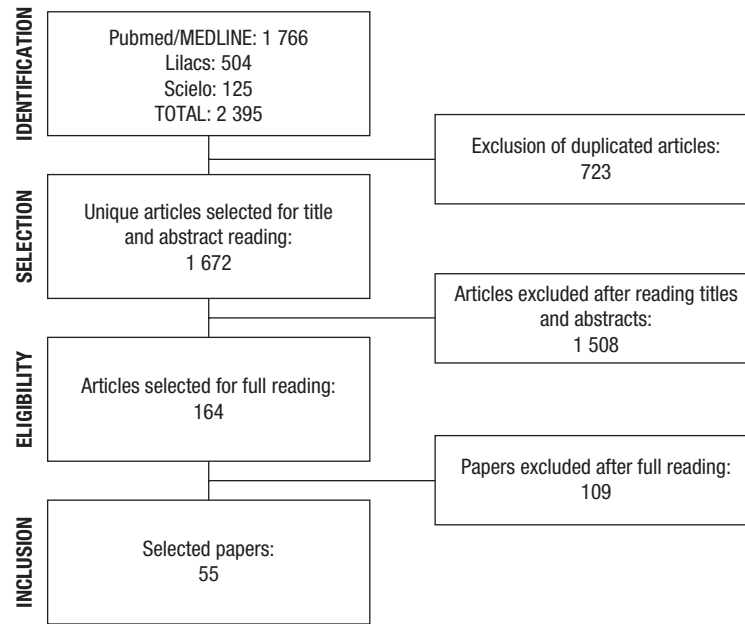 IDENTIFICATION
Pubmed/MEDLINE: 1 766
Lilacs: 504
Scielo: 125
TOTAL: 2 395
Exclusion of duplicated articles:
723
SELECTION
Unique articles selected for title
and abstract reading:
1 672
Articles excluded after reading titles
and abstracts:
1 508
ELIGIBILITY
Articles selected for full reading:
164
Papers excluded after full reading:
109
INCLUSION
Selected papers:
55